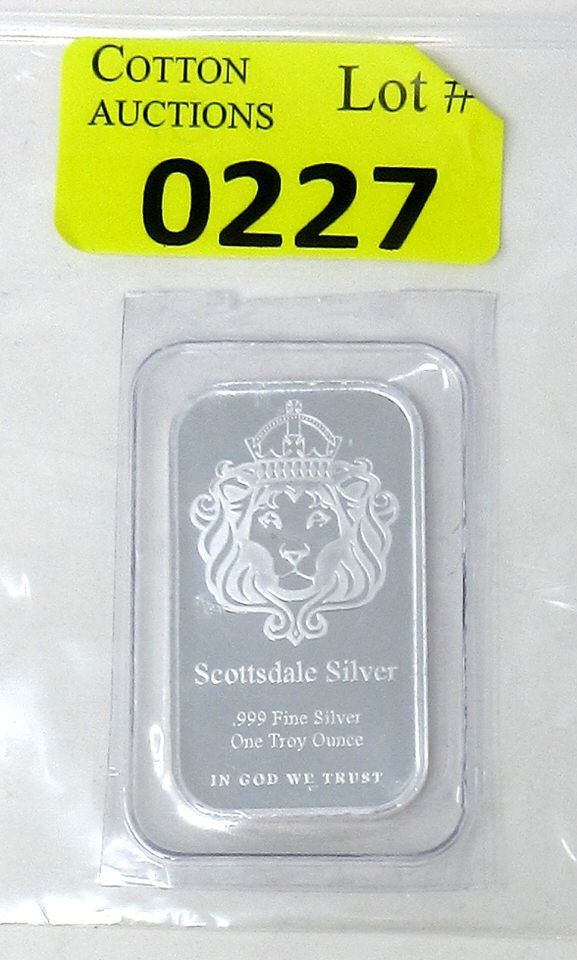 COTTON
AUCTIONS
Lot #
0227
Scottsdale Silver
.999 Fine Silver
One Troy Ounce
IN GOD WE TRUST